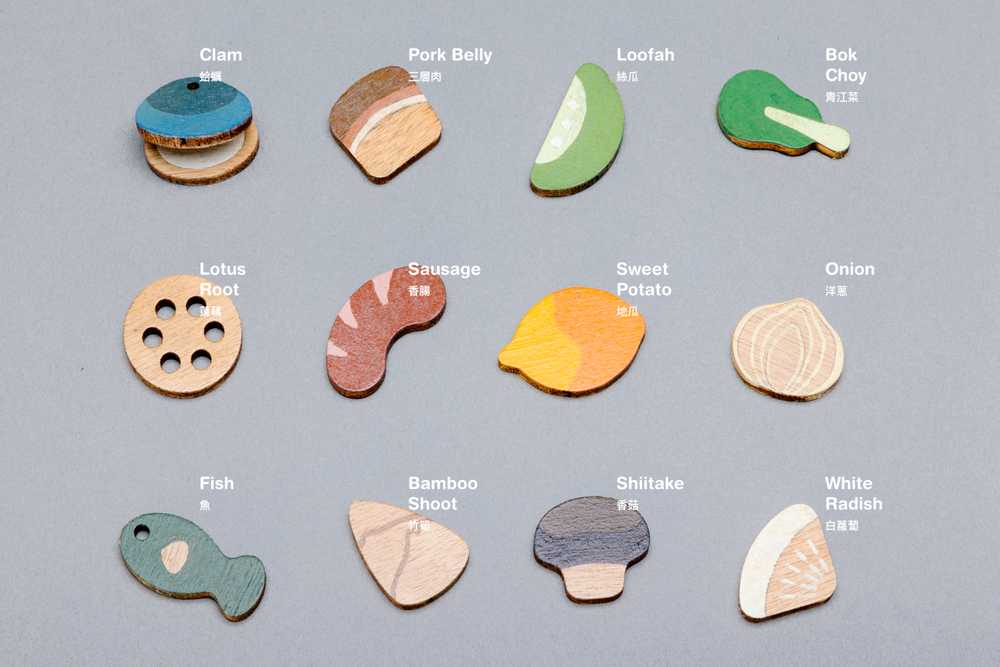 Clam
蛤蠣
Pork Belly
三層肉
Loofah
絲瓜
Bok
Choy
青江菜
Lotus
Root
蓮藕
Sausage
香腸
Sweet
Potato
地瓜
Onion
洋蔥
Fish
魚
Bamboo
Shoot
竹筍
Shiitake
香菇
White
Radish
白蘿蔔